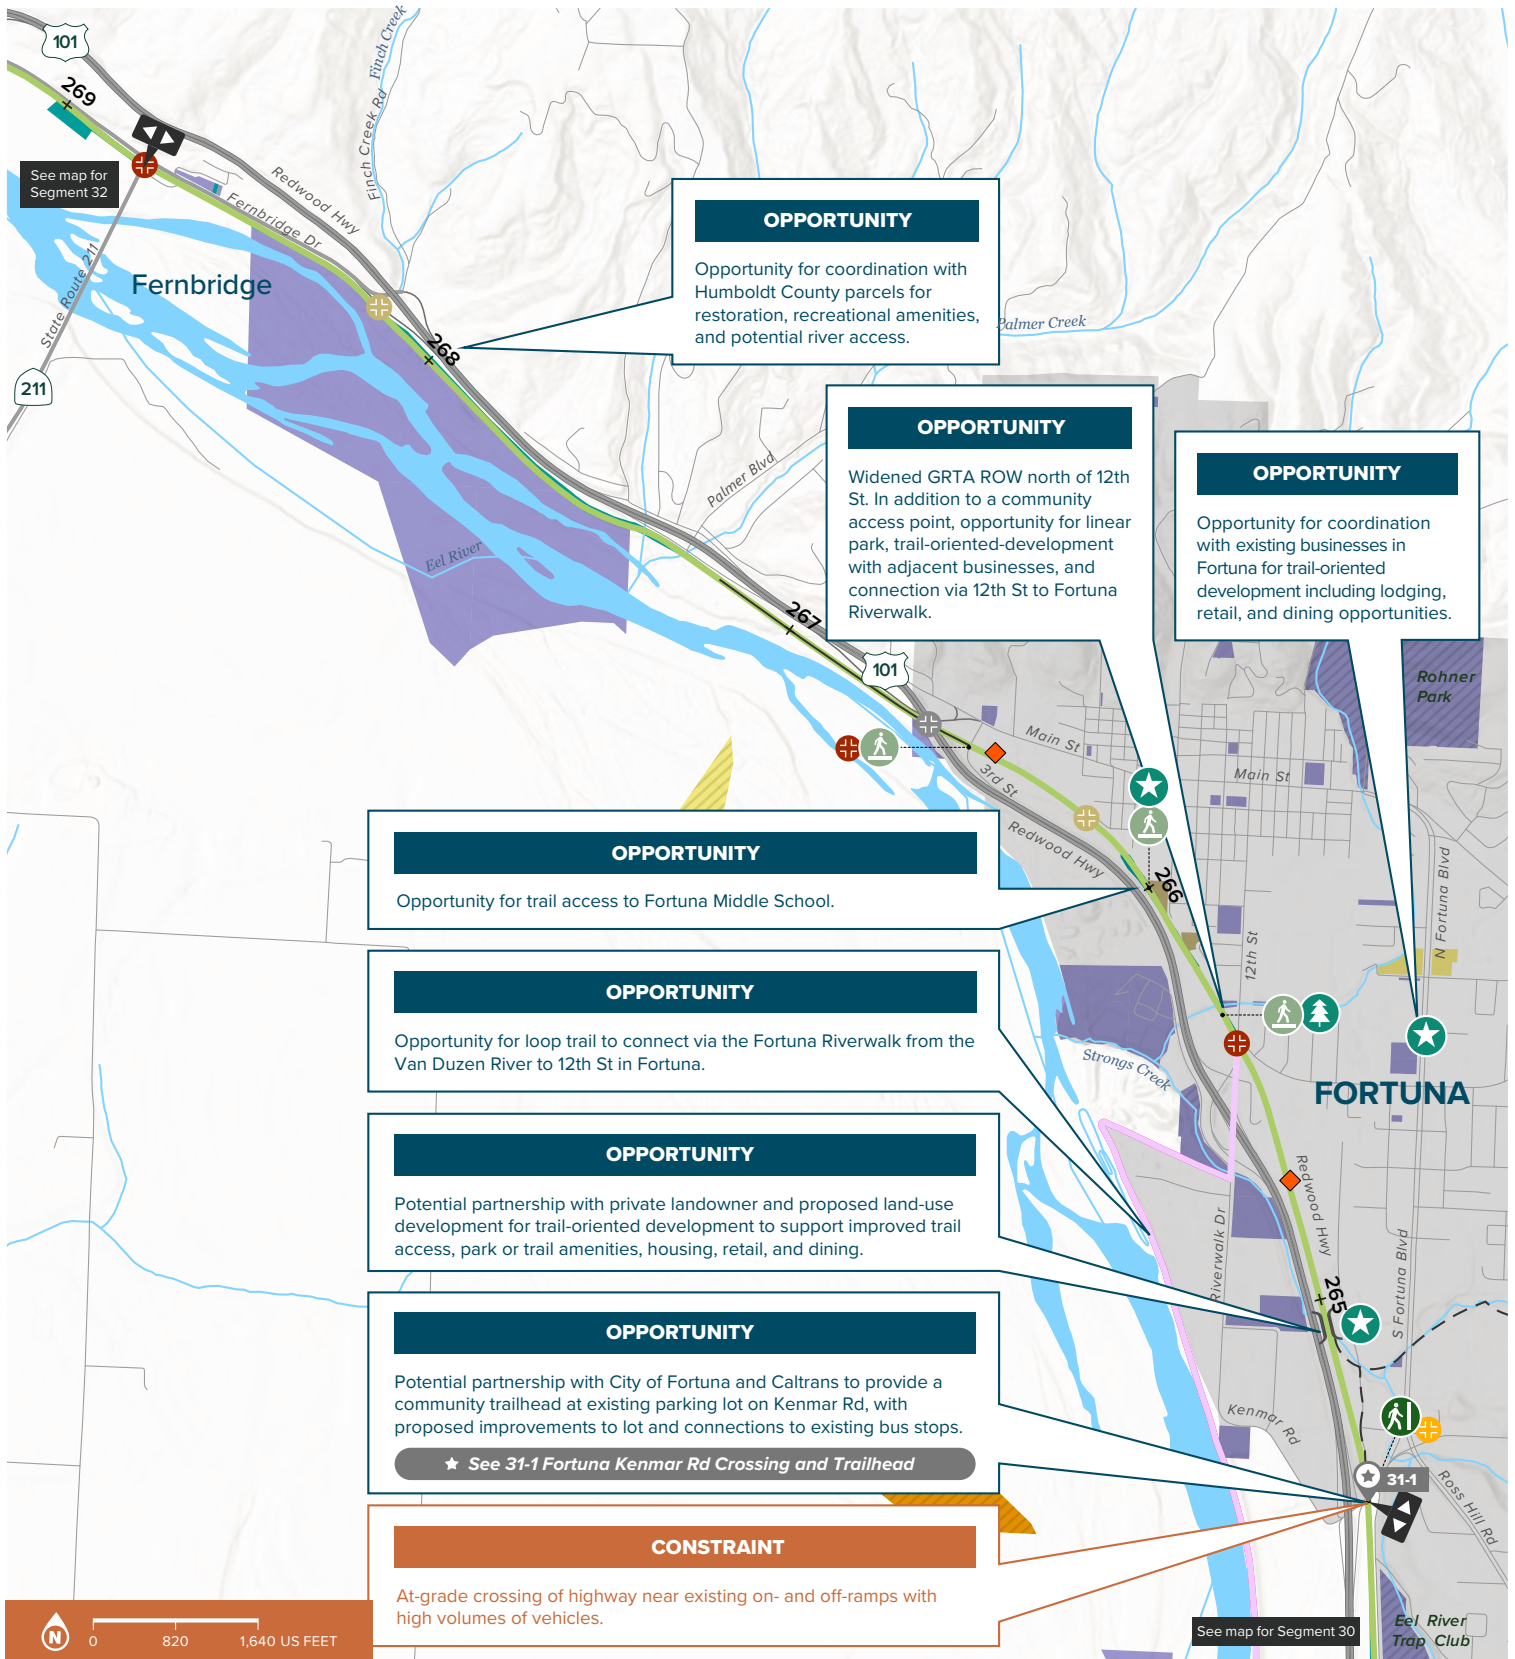 101
269
Finch Creek
Finch Creek Rd
See map for
Segment 32
Redwood Hwy
Fernbridge Dr
State Route 211
Fernbridge
211
268
OPPORTUNITY
Opportunity for coordination with
Humboldt County parcels for
restoration, recreational amenities,
and potential river access.
Palmer Creek
Palmer Blvd
Eel River
267
101
OPPORTUNITY
Widened GRTA ROW north of 12th
St. In addition to a community
access point, opportunity for linear
park, trail-oriented-development
with adjacent businesses, and
connection via 12th St to Fortuna
Riverwalk.
OPPORTUNITY
Opportunity for coordination
with existing businesses in
Fortuna for trail-oriented
development including lodging,
retail, and dining opportunities.
Rohner
Park
Main St
Main St
3rd St
Redwood Hwy
266
12th St
N Fortuna Blvd
OPPORTUNITY
Opportunity for trail access to Fortuna Middle School.
OPPORTUNITY
Opportunity for loop trail to connect via the Fortuna Riverwalk from the
Van Duzen River to 12th St in Fortuna.
Strongs Creek
FORTUNA
OPPORTUNITY
Potential partnership with private landowner and proposed land-use
development for trail-oriented development to support improved trail
access, park or trail amenities, housing, retail, and dining.
Redwood Hwy
Riverwalk Dr
S Fortuna Blvd
265
OPPORTUNITY
Potential partnership with City of Fortuna and Caltrans to provide a
community trailhead at existing parking lot on Kenmar Rd, with
proposed improvements to lot and connections to existing bus stops.
See 31-1 Fortuna Kenmar Rd Crossing and Trailhead
Kenmar Rd
31-1
Ross Hill Rd
CONSTRAINT
At-grade crossing of highway near existing on- and off-ramps with
high volumes of vehicles.
N
0
820
1,640 US FEET
See map for Segment 30
Eel River
Trap Club